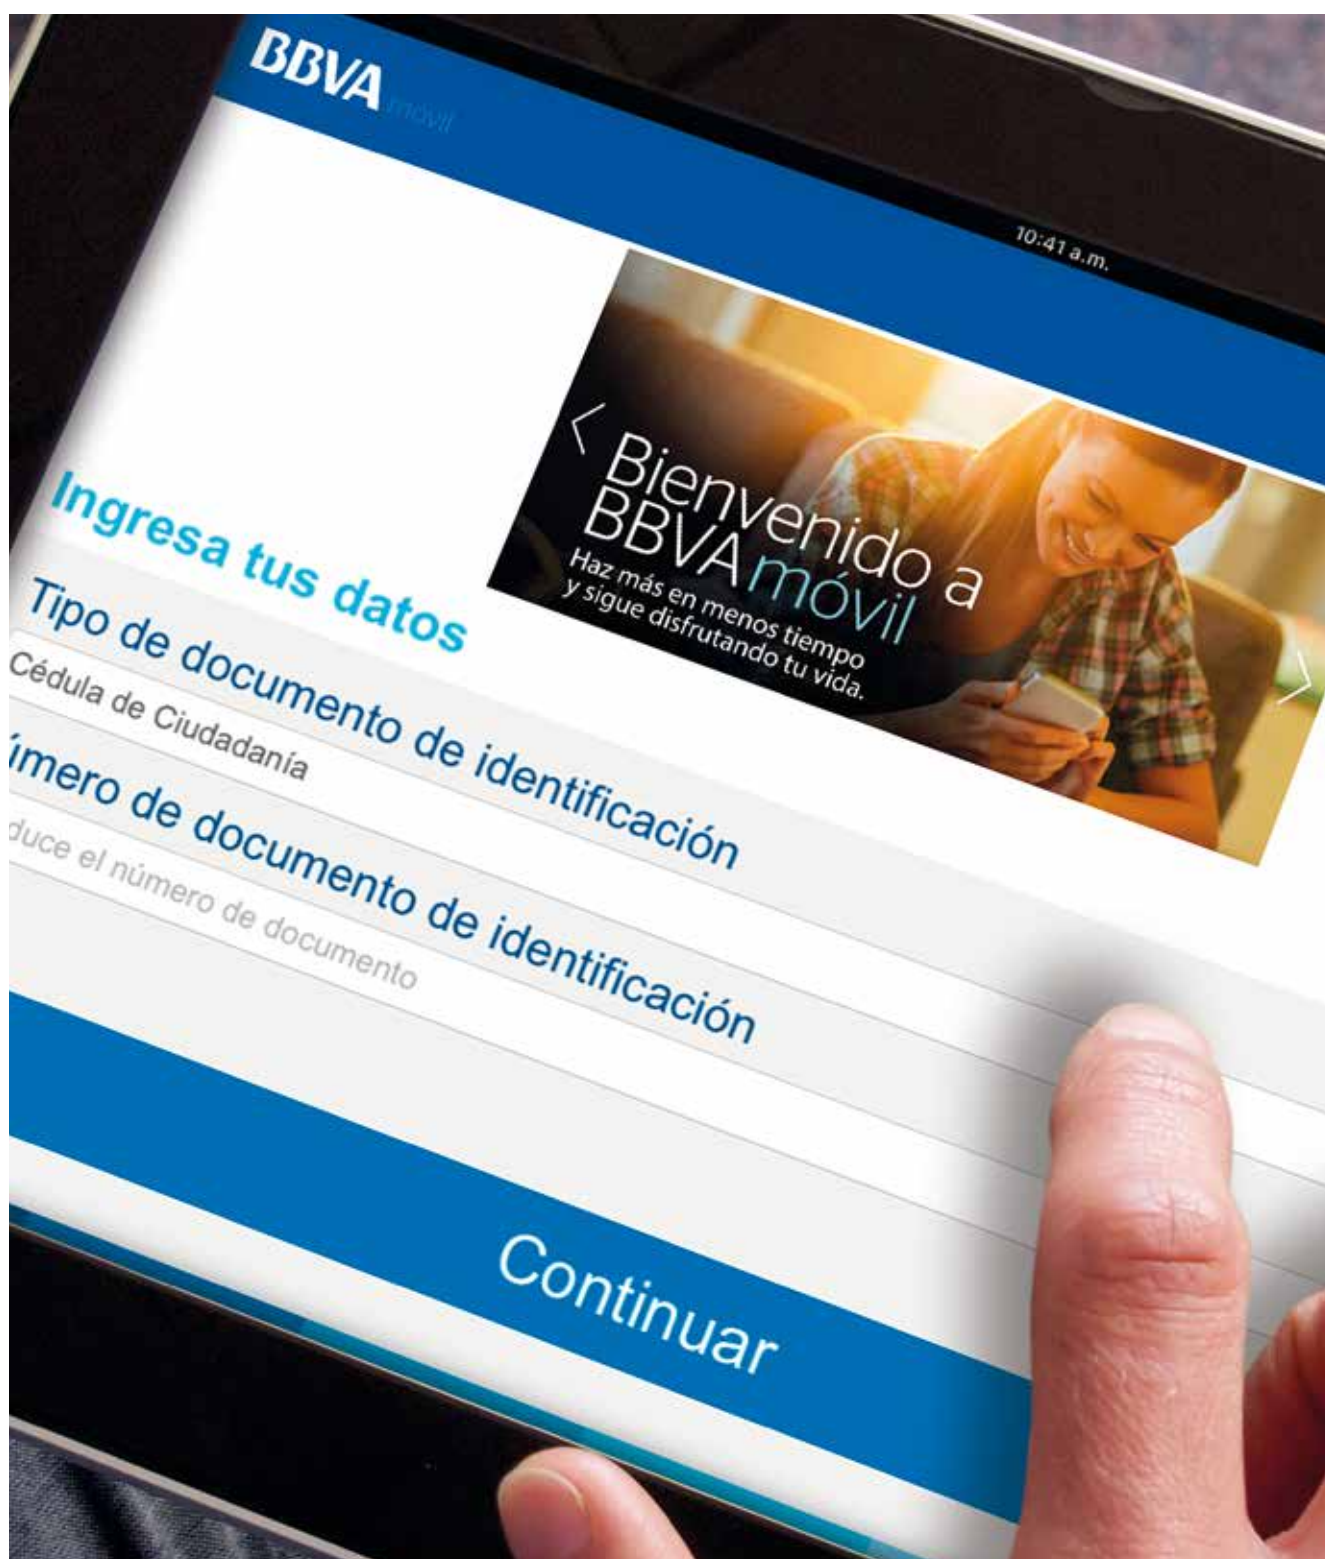 BBVA móvil
10:41 a.m.
Bienvenido a
BBVA móvil
Haz más en menos tiempo
y sigue disfrutando tu vida.
Ingresa tus datos
Tipo de documento de identificación
Cédula de Ciudadanía
úmero de documento de identificación
duce el número de documento
Continuar